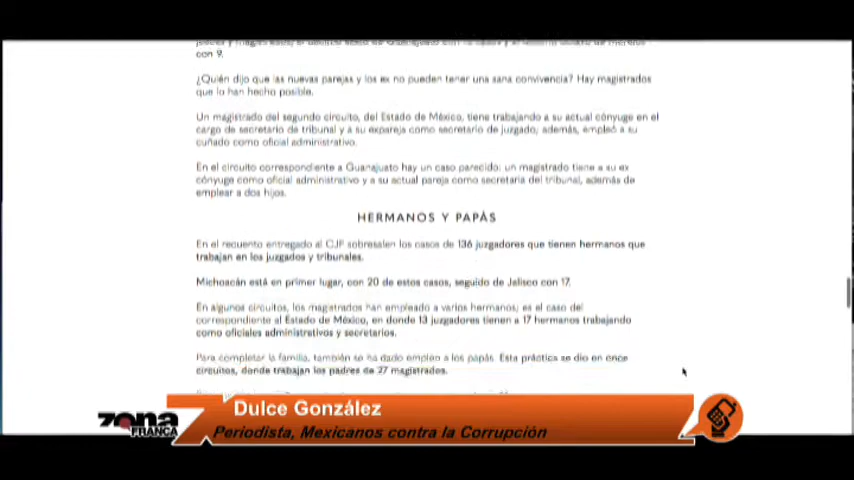 con 9.
¿Quién dijo que las nuevas parejas y los ex no pueden tener una sana convivencia? Hay magistrados
que lo han hecho posible.
Un magistrado del segundo circuito, del Estado de México, tiene trabajando a su actual cónyuge en el
cargo de secretario de tribunal y a su expareja como secretario de juzgado; además, empleó a su
cuñado como oficial administrativo.
En el circuito correspondiente a Guanajuato hay un caso parecido: un magistrado tiene a su ex
cónyuge como oficial administrativo y a su actual pareja como secretaria del tribunal, además de
emplear a dos hijos.
HERMANOS Y PAPÁS
En el recuento entregado al CJF sobresalen los casos de 136 juzgadores que tienen hermanos que
trabajan en los juzgados y tribunales.
Michoacán está en primer lugar, con 20 de estos casos, seguido de Jalisco con 17.
En algunos circuitos, los magistrados han empleado a varios hermanos; es el caso del
correspondiente al Estado de México, en donde 13 juzgadores tienen a 17 hermanos trabajando
como oficiales administrativos y secretarios.
Para completar la familia, también se ha dado empleo a los papás. Esta práctica se dio en once
circuitos, donde trabajan los padres de 27 magistrados.
Dulce González
zona
FRANCA
Periodista, Mexicanos contra la Corrupción